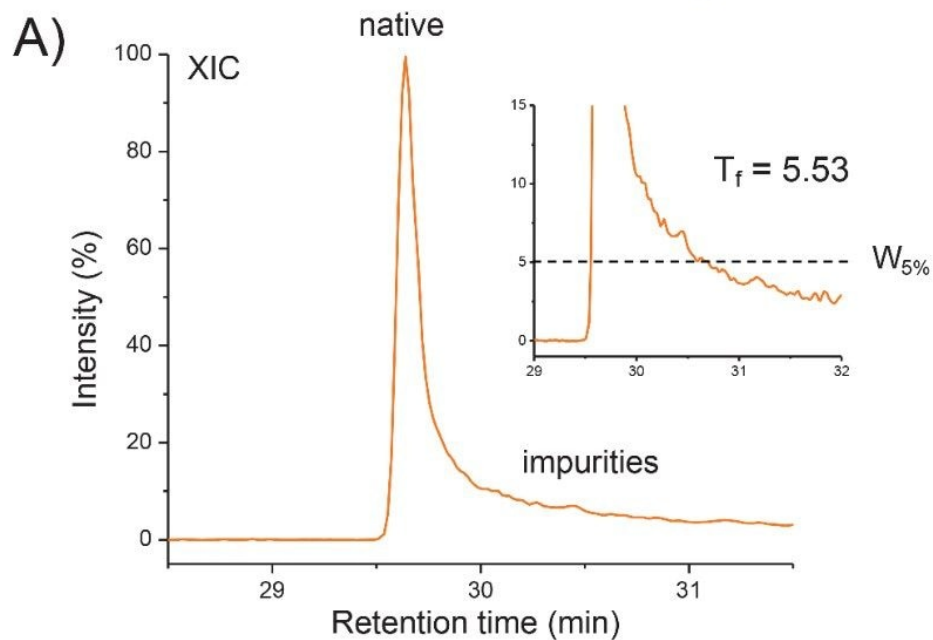 A)
native
XIC
100
80
60
40
20
0
Intensity (%)
29
30
31
Retention time (min)
impurities
15
10
5
0
29
30
31
32
T_f = 5.53
W_5%